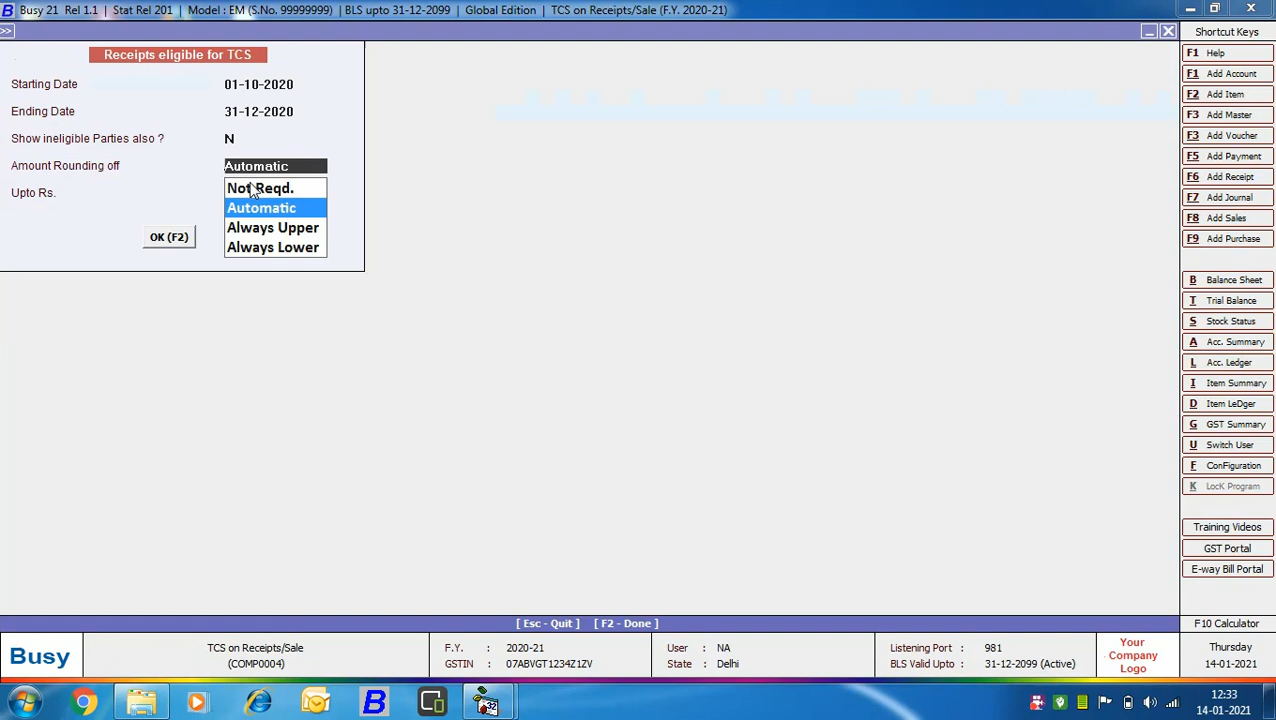 Busy 21 Rel 1.1 | Stat Rel 201 | Model : EM (S.No. 99999999) | BLS upto 31-12-2099 | Global Edition | TCS on Receipts/Sale (F.Y. 2020-21)
>>
Receipts eligible for TCS
Starting Date 01-10-2020
Ending Date 31-12-2020
Show ineligible Parties also ? N
Amount Rounding off Automatic
Upto Rs.
Not Reqd.
Automatic
Always Upper
Always Lower
OK (F2)
Shortcut Keys
F1 Help
F1 Add Account
F2 Add Item
F3 Add Master
F3 Add Voucher
F5 Add Payment
F6 Add Receipt
F7 Add Journal
F8 Add Sales
F9 Add Purchase
B Balance Sheet
T Trial Balance
S Stock Status
A Acc. Summary
L Acc. Ledger
I Item Summary
D Item LeDger
G GST Summary
U Switch User
F ConFiguration
K LocK Program
Training Videos
GST Portal
E-way Bill Portal
[ Esc - Quit ] [ F2 - Done ]
F10 Calculator
Busy
TCS on Receipts/Sale
(COMP0004)
F.Y. : 2020-21
GSTIN : 07ABVGT1234Z1ZV
User : NA
State : Delhi
Listening Port : 981
BLS Valid Upto : 31-12-2099 (Active)
Your
Company
Logo
Thursday
14-01-2021
12:33
14-01-2021